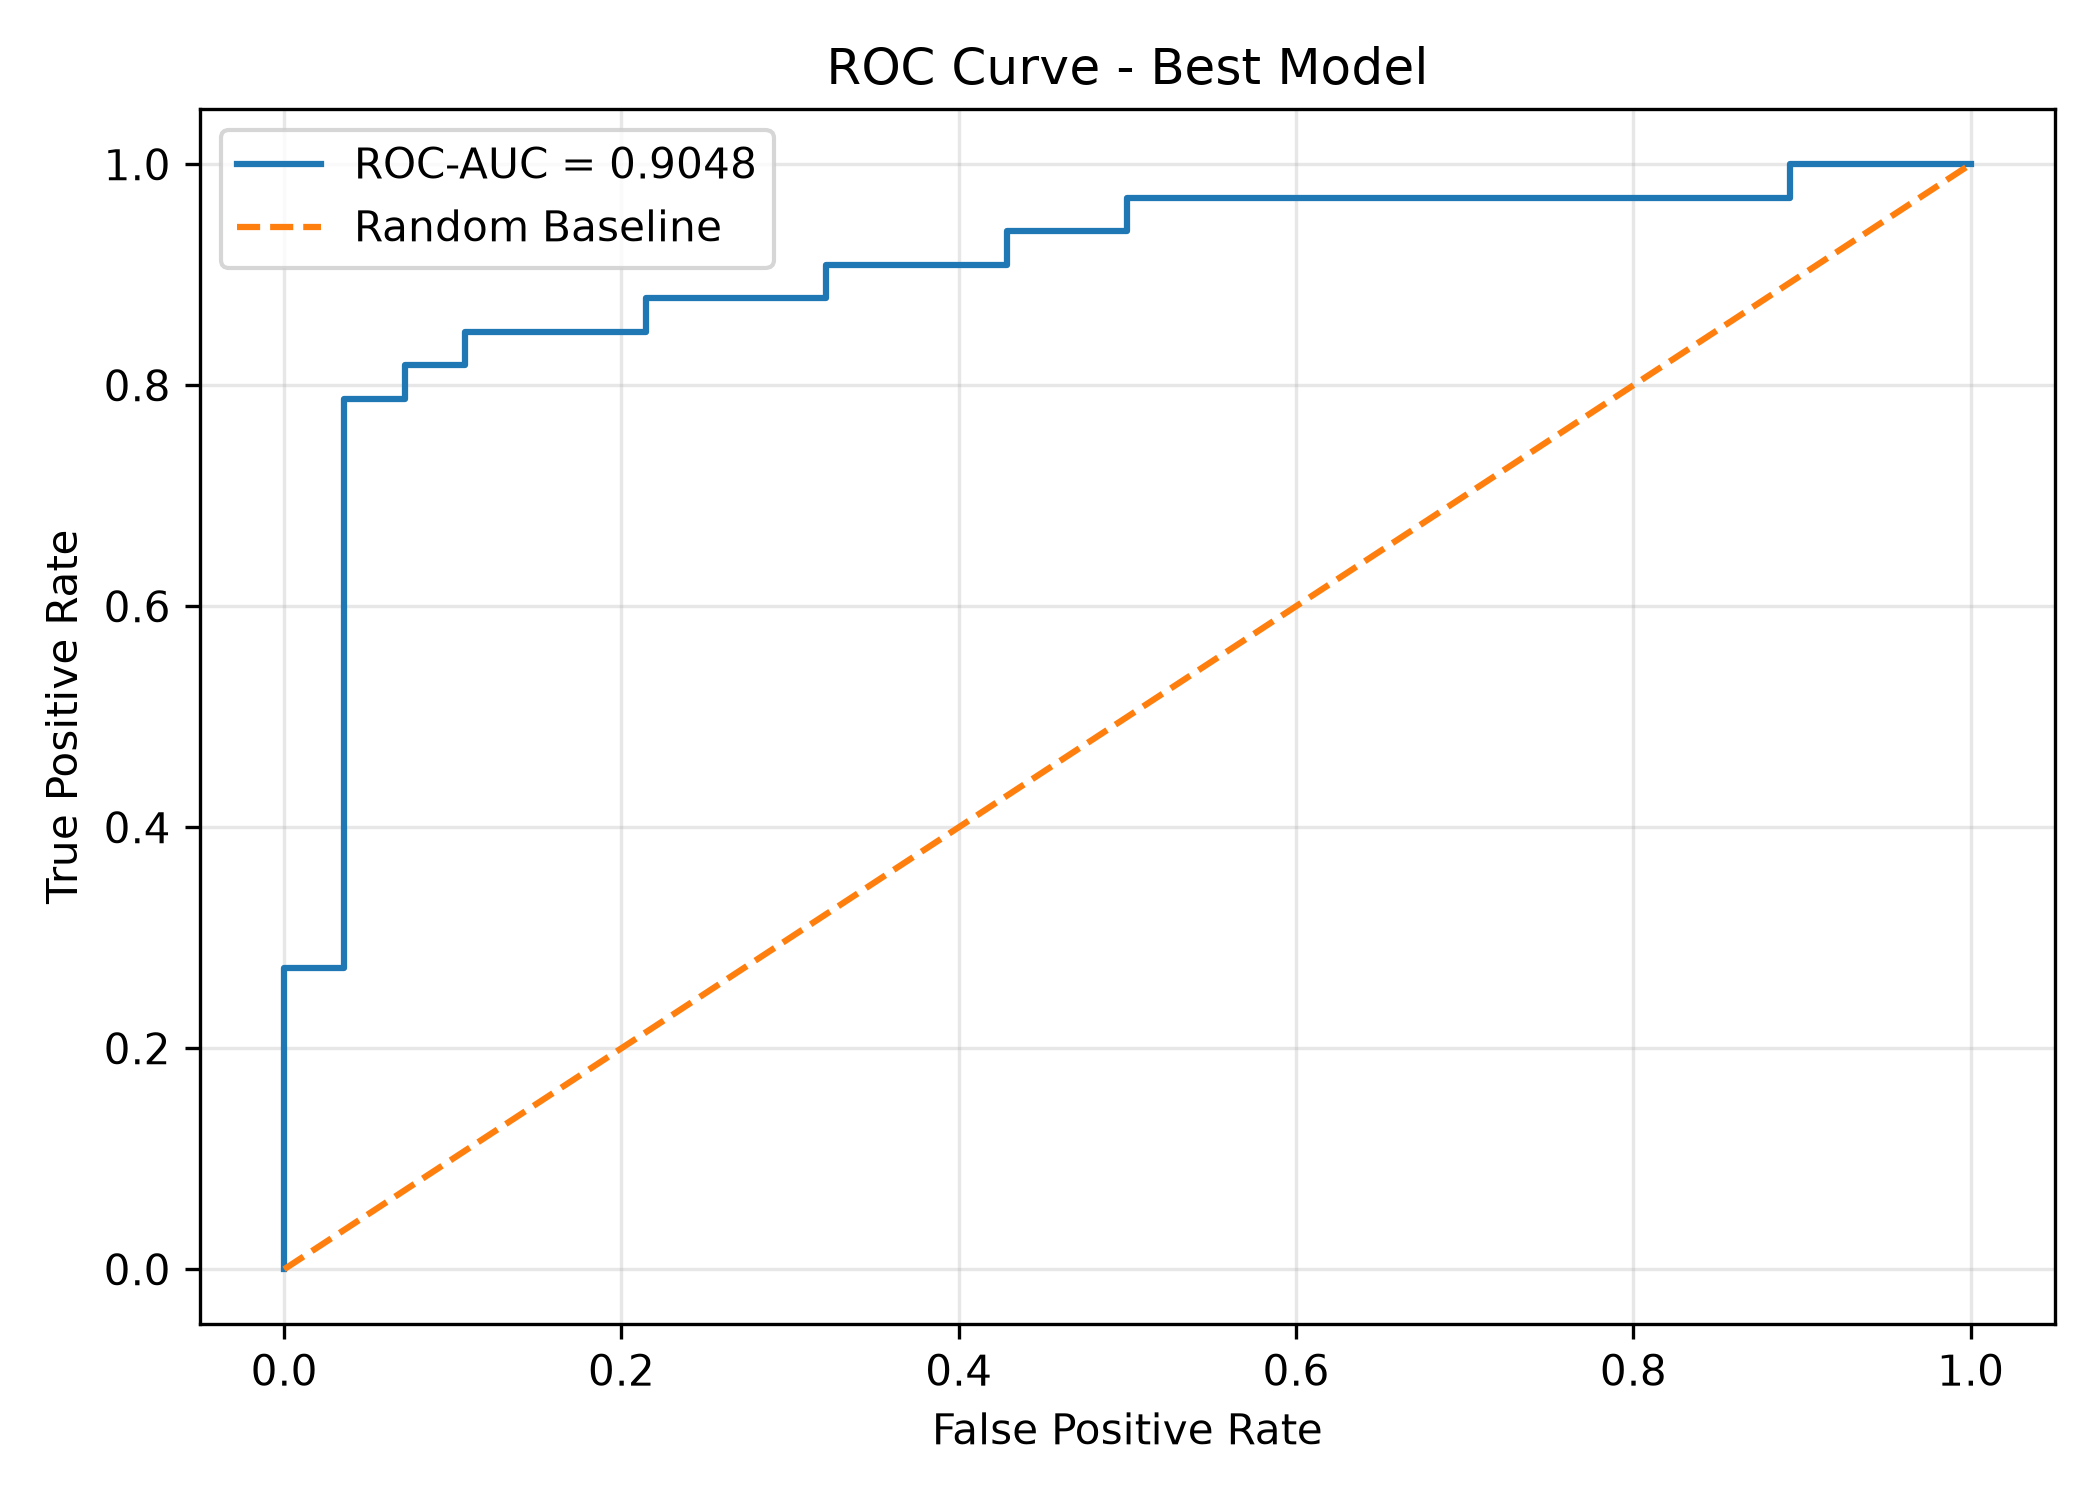 ROC Curve - Best Model
ROC-AUC = 0.9048
Random Baseline
True Positive Rate
1.0
0.8
0.6
0.4
0.2
0.0
0.0 0.2 0.4 0.6 0.8 1.0
False Positive Rate